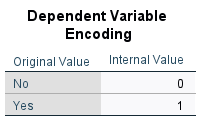 Dependent Variable
Encoding
Original Value Internal Value
No 0
Yes 1